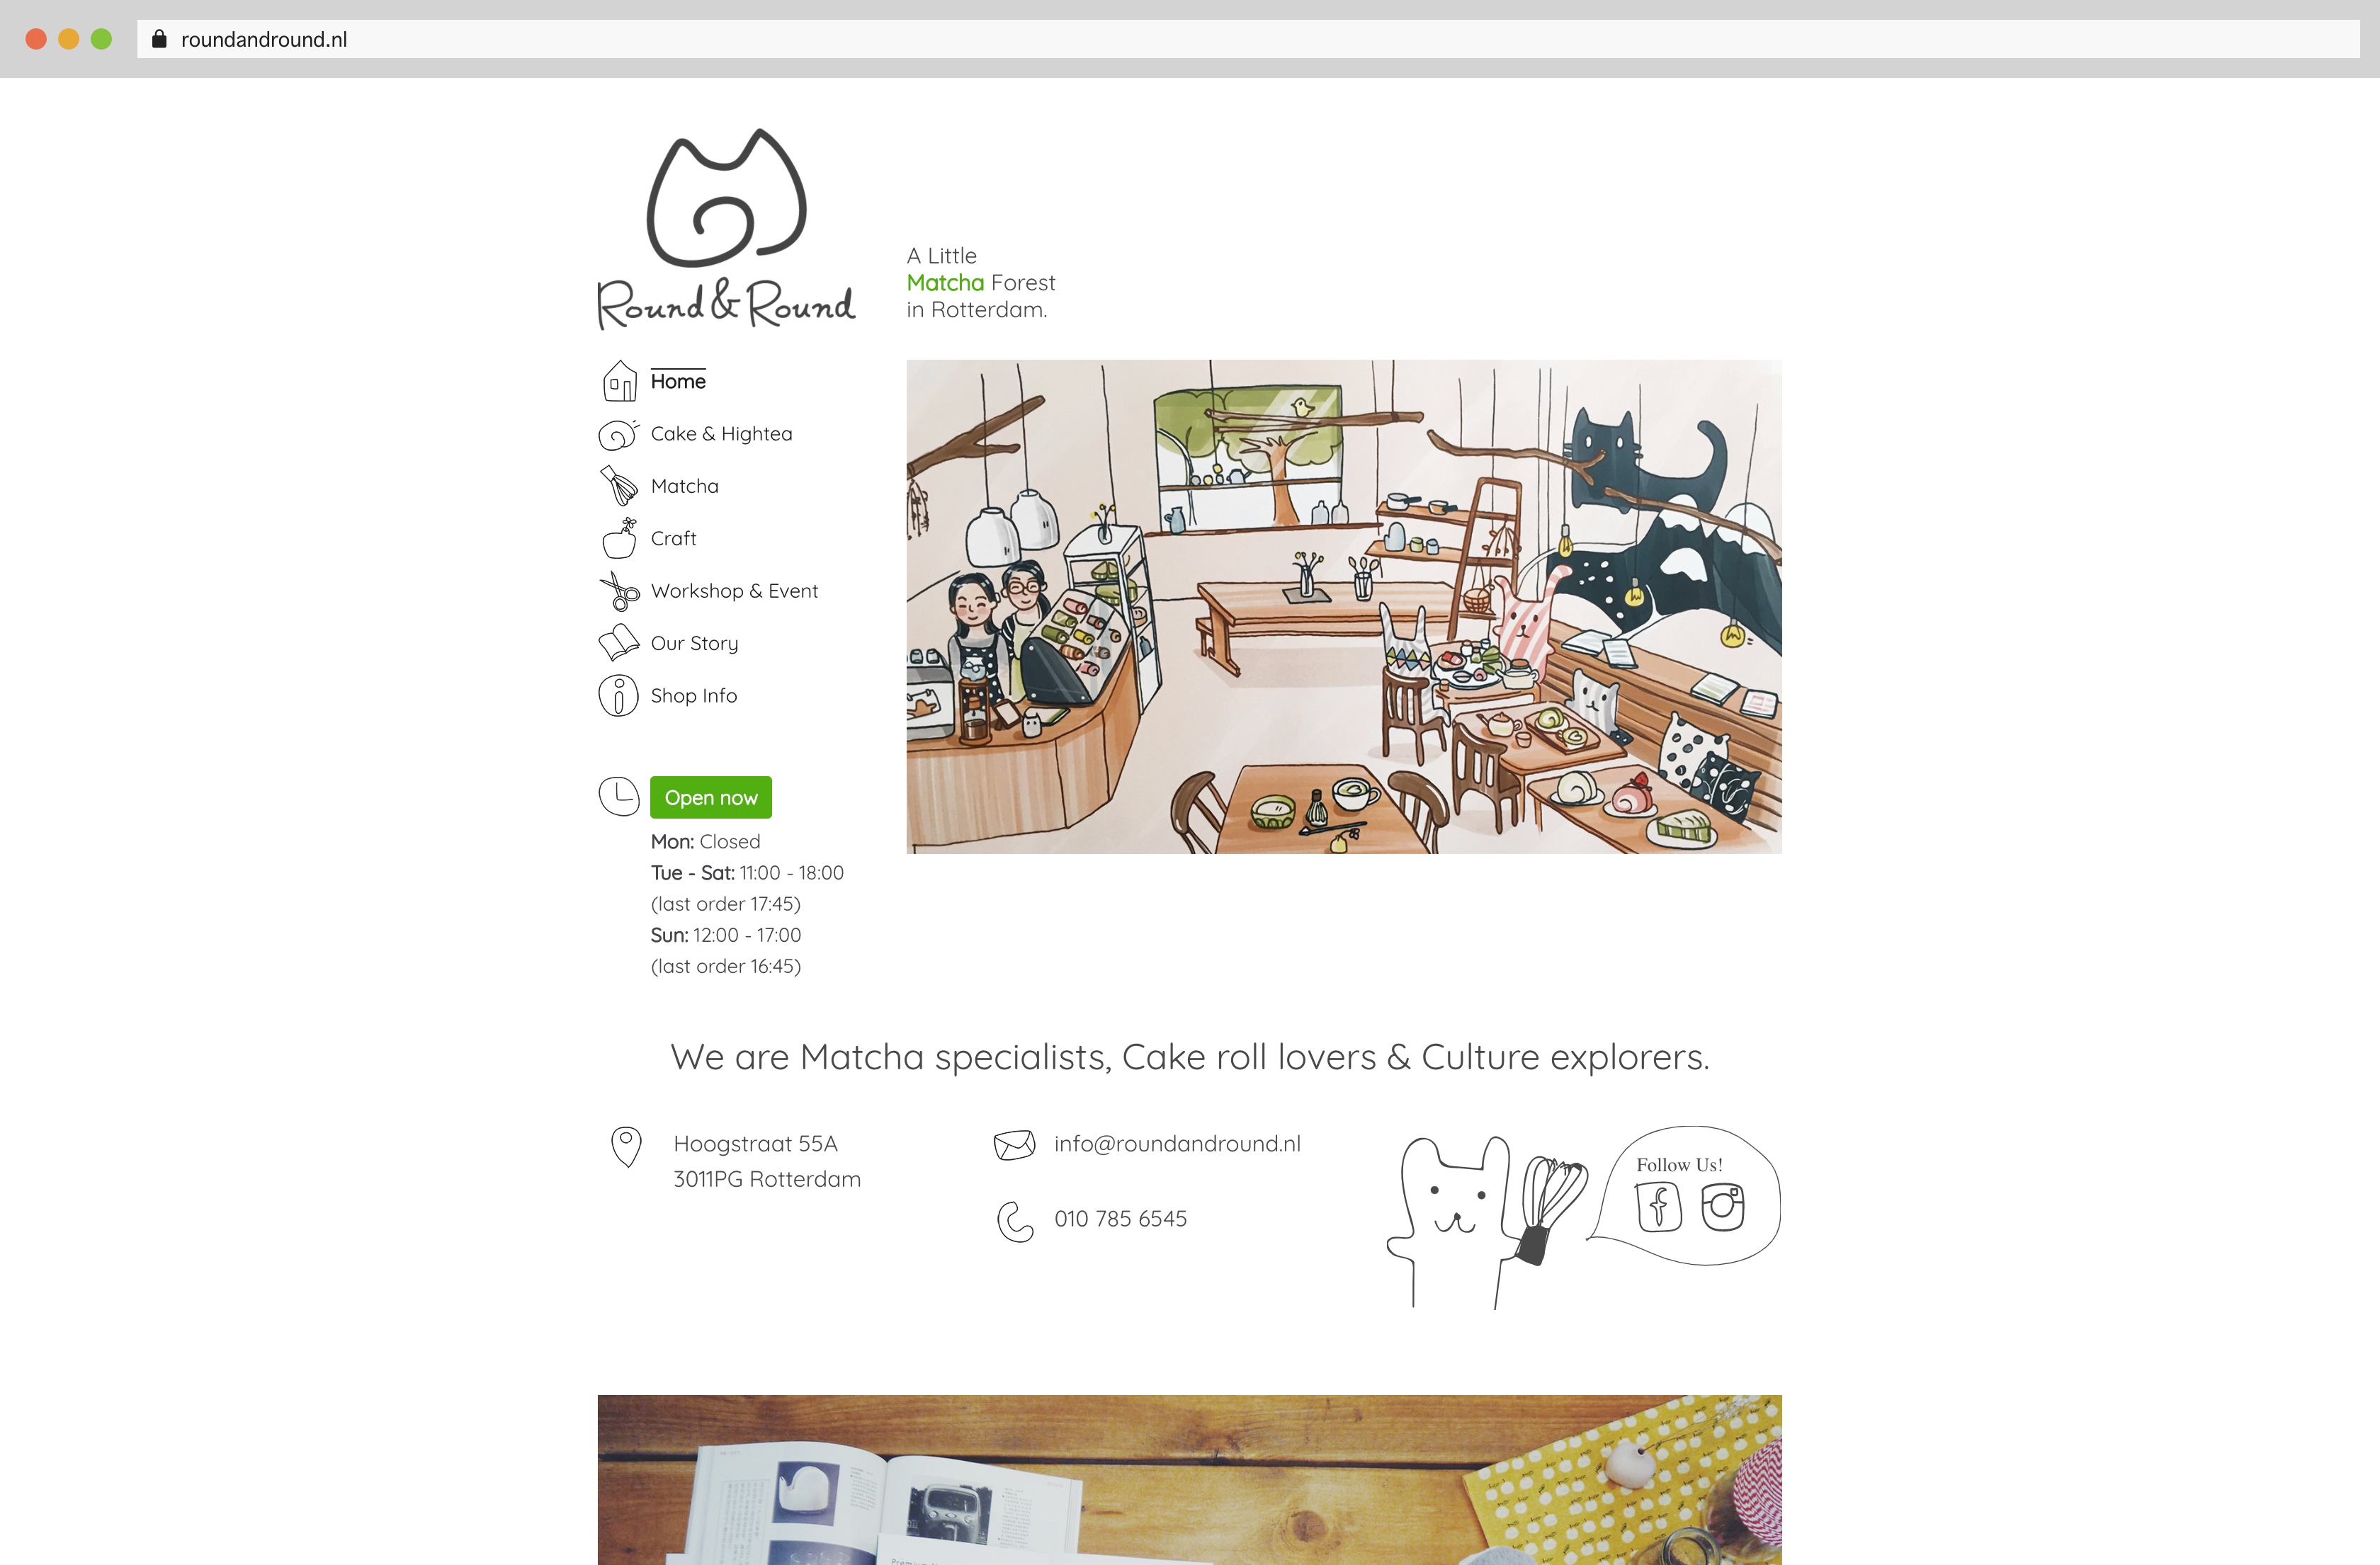 roundandround.nl
Round & Round
A Little
Matcha Forest
in Rotterdam.
Home
Cake & Hightea
Matcha
Craft
Workshop & Event
Our Story
Shop Info
Open now
Mon: Closed
Tue - Sat: 11:00 - 18:00
(last order 17:45)
Sun: 12:00 - 17:00
(last order 16:45)
We are Matcha specialists, Cake roll lovers & Culture explorers.
Hoogstraat 55A
3011PG Rotterdam
info@roundandround.nl
010 785 6545
Follow Us!